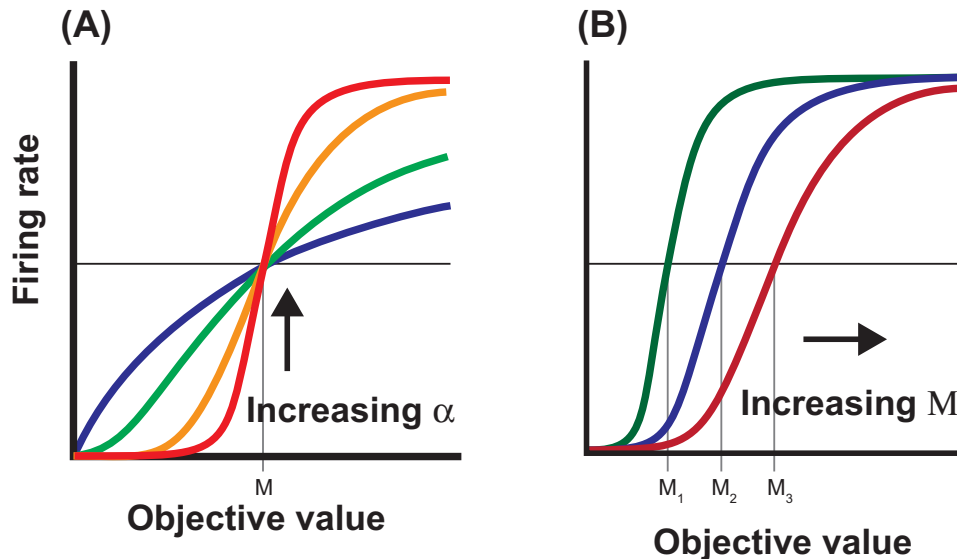 (A)
Firing rate
Increasing α
M
Objective value
(B)
Increasing M
M₁ M₂ M₃
Objective value